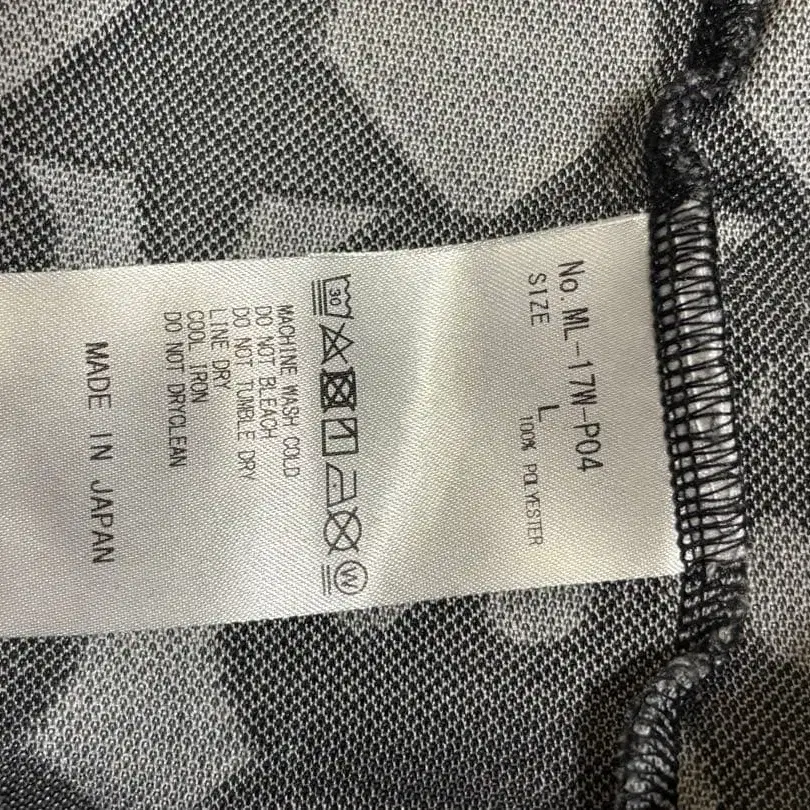 No. ML-17W-P04
SIZE L
100% POLYESTER
30
W
MACHINE WASH COLD
DO NOT BLEACH
DO NOT TUMBLE DRY
LINE DRY
COOL IRON
DO NOT DRYCLEAN
MADE IN JAPAN